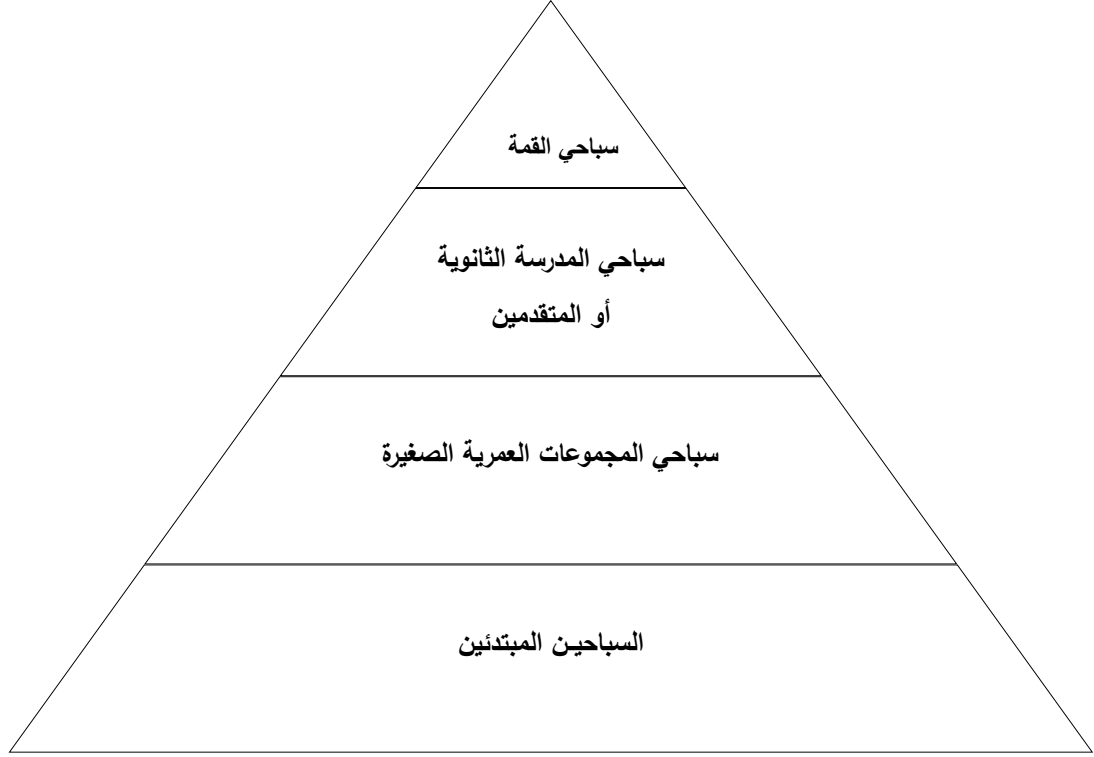 سباحي القمة
سباحي المدرسة الثانوية
أو المتقدمين
سباحي المجموعات العمرية الصغيرة
السباحين المبتدئين